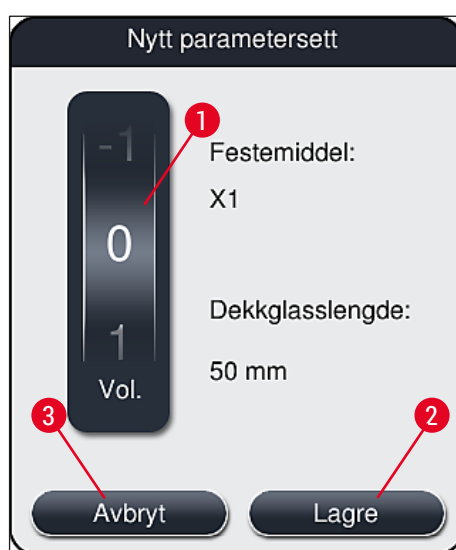 Nytt parametersett
-1
0
1
Vol.
1
Festemiddel:
X1
Dekkglasslengde:
50 mm
3
2
Avbryt
Lagre